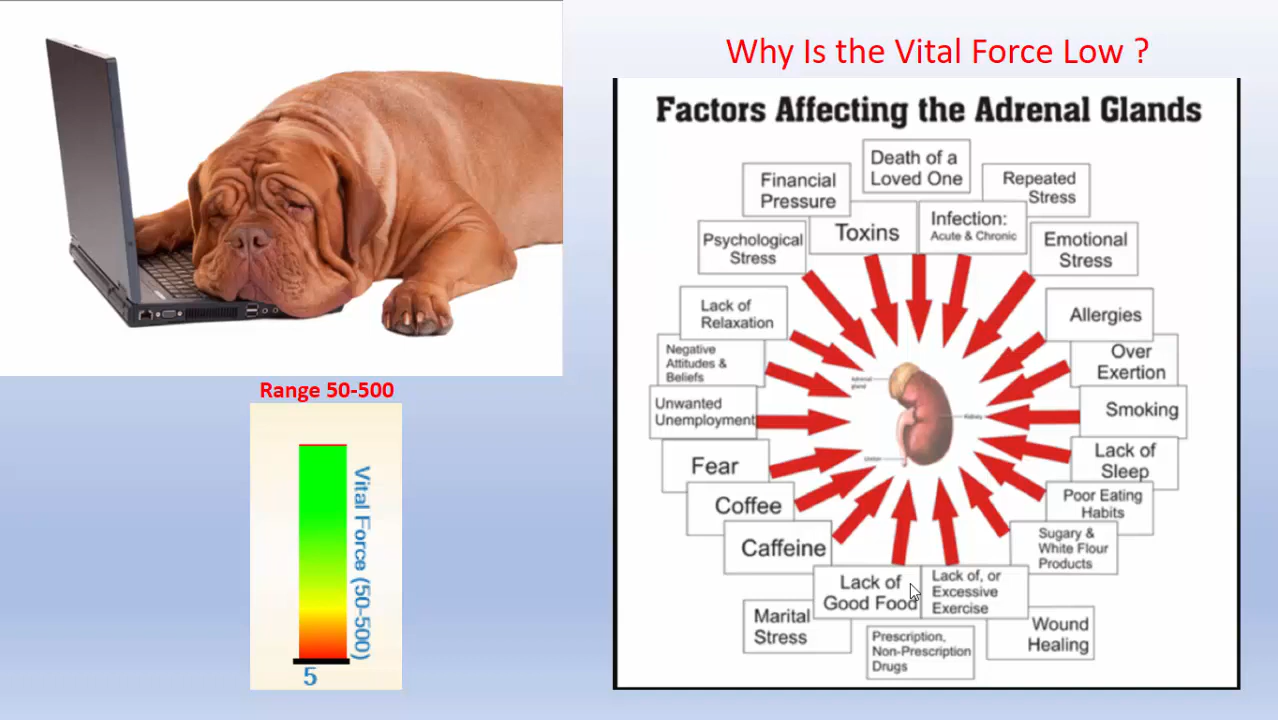 Why Is the Vital Force Low ?
Factors Affecting the Adrenal Glands
Death of a
Loved One
Financial
Pressure
Repeated
Stress
Toxins
Infection:
Acute & Chronic
Psychological
Stress
Emotional
Stress
Lack of
Relaxation
Allergies
Negative
Attitudes &
Beliefs
Over
Exertion
Unwanted
Unemployment
Smoking
Fear
Lack of
Sleep
Coffee
Poor Eating
Habits
Caffeine
Sugary &
White Flour
Products
Lack of
Good Food
Lack of, or
Excessive
Exercise
Marital
Stress
Prescription,
Non-Prescription
Drugs
Wound
Healing
Adrenal
gland
Kidney
Range 50-500
Vital Force (50-500)
5